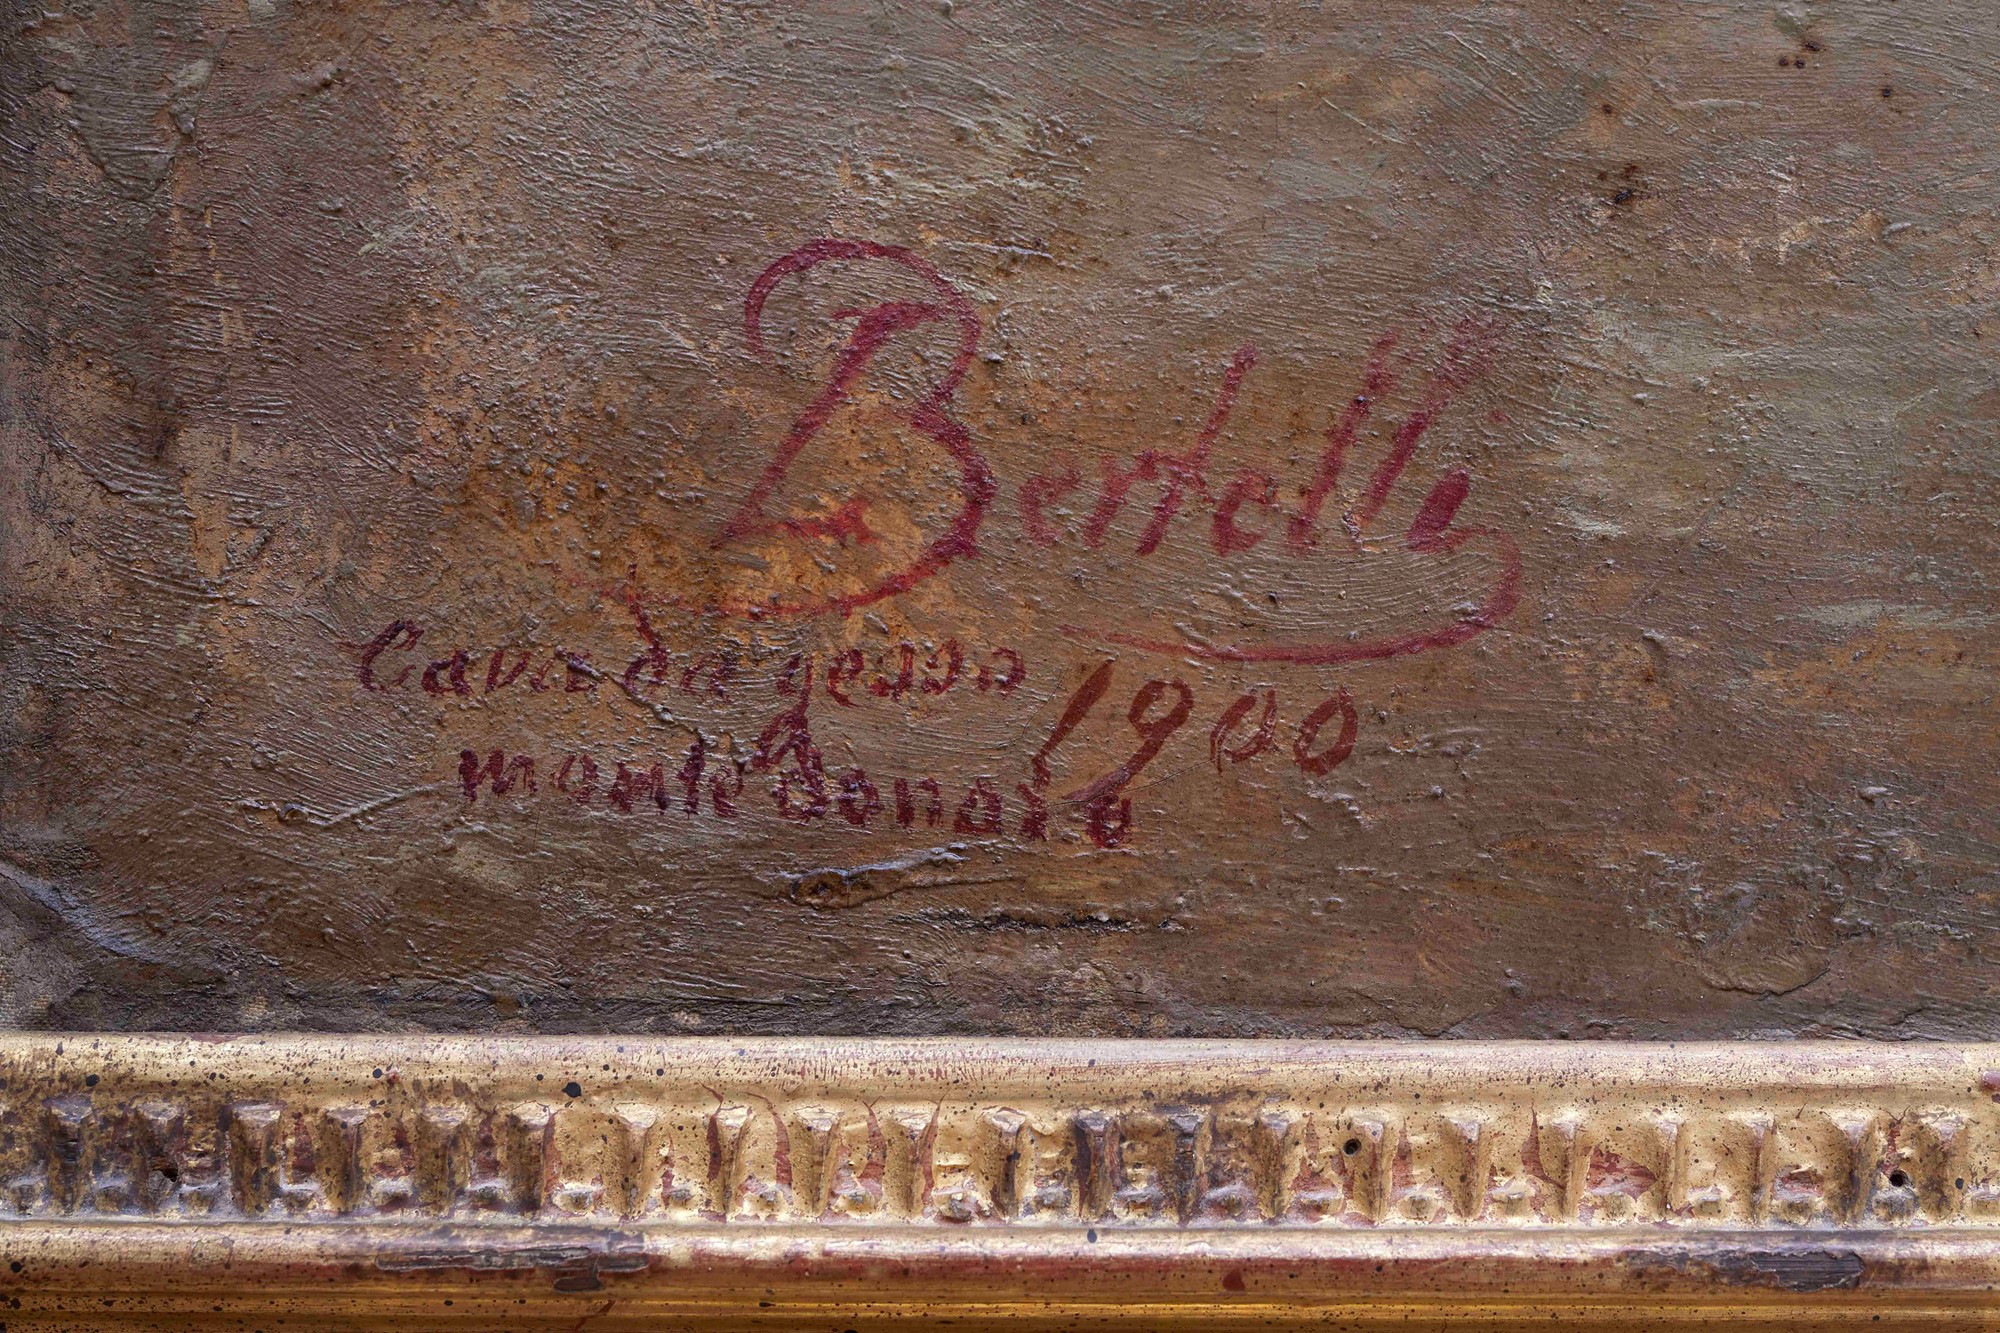 Bertelli
Cava da gesso
a
monte donato
1900